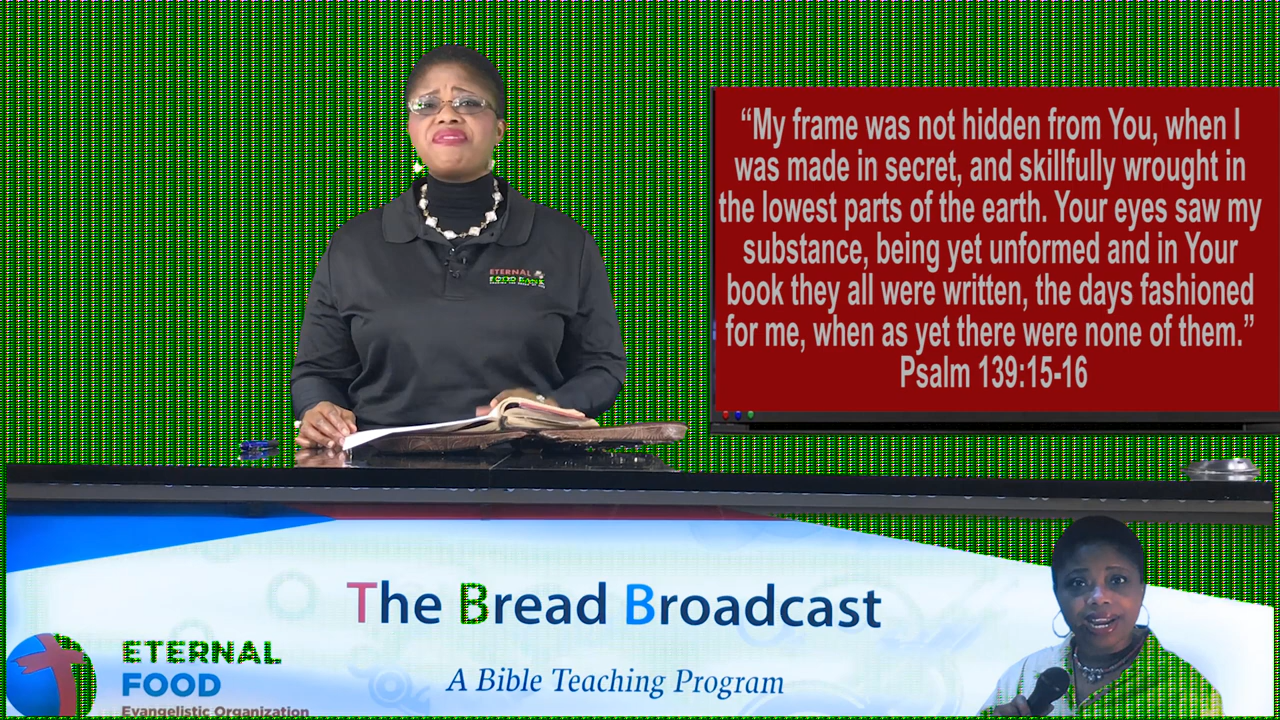 “My frame was not hidden from You, when I
was made in secret, and skillfully wrought in
the lowest parts of the earth. Your eyes saw my
substance, being yet unformed and in Your
book they all were written, the days fashioned
for me, when as yet there were none of them.”
Psalm 139:15-16
ETERNAL
FOOD BANK
The Bread Broadcast
A Bible Teaching Program
ETERNAL
FOOD
Evangelistic Organization